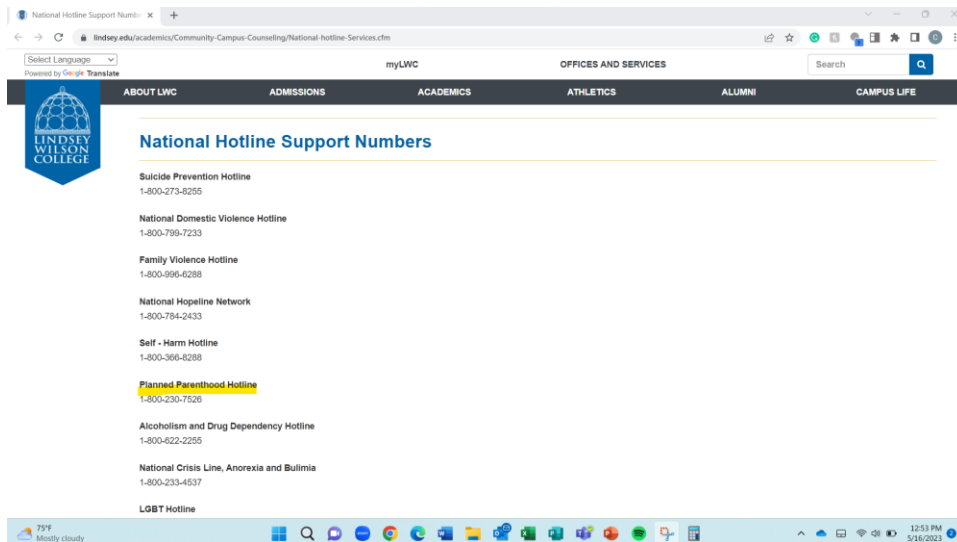 National Hotline Support Numbe
lindsey.edu/academics/Community-Campus-Counseling/National-hotline-Services.cfm
Select Language
Powered by Google Translate
myLWC
OFFICES AND SERVICES
Search
LINDSEY
WILSON
COLLEGE
ABOUT LWC
ADMISSIONS
ACADEMICS
ATHLETICS
ALUMNI
CAMPUS LIFE
National Hotline Support Numbers
Suicide Prevention Hotline
1-800-273-8255
National Domestic Violence Hotline
1-800-799-7233
Family Violence Hotline
1-800-996-6288
National Hopeline Network
1-800-784-2433
Self - Harm Hotline
1-800-366-8288
Planned Parenthood Hotline
1-800-230-7526
Alcoholism and Drug Dependency Hotline
1-800-622-2255
National Crisis Line, Anorexia and Bulimia
1-800-233-4537
LGBT Hotline
75°F
Mostly cloudy
12:53 PM
5/16/2023